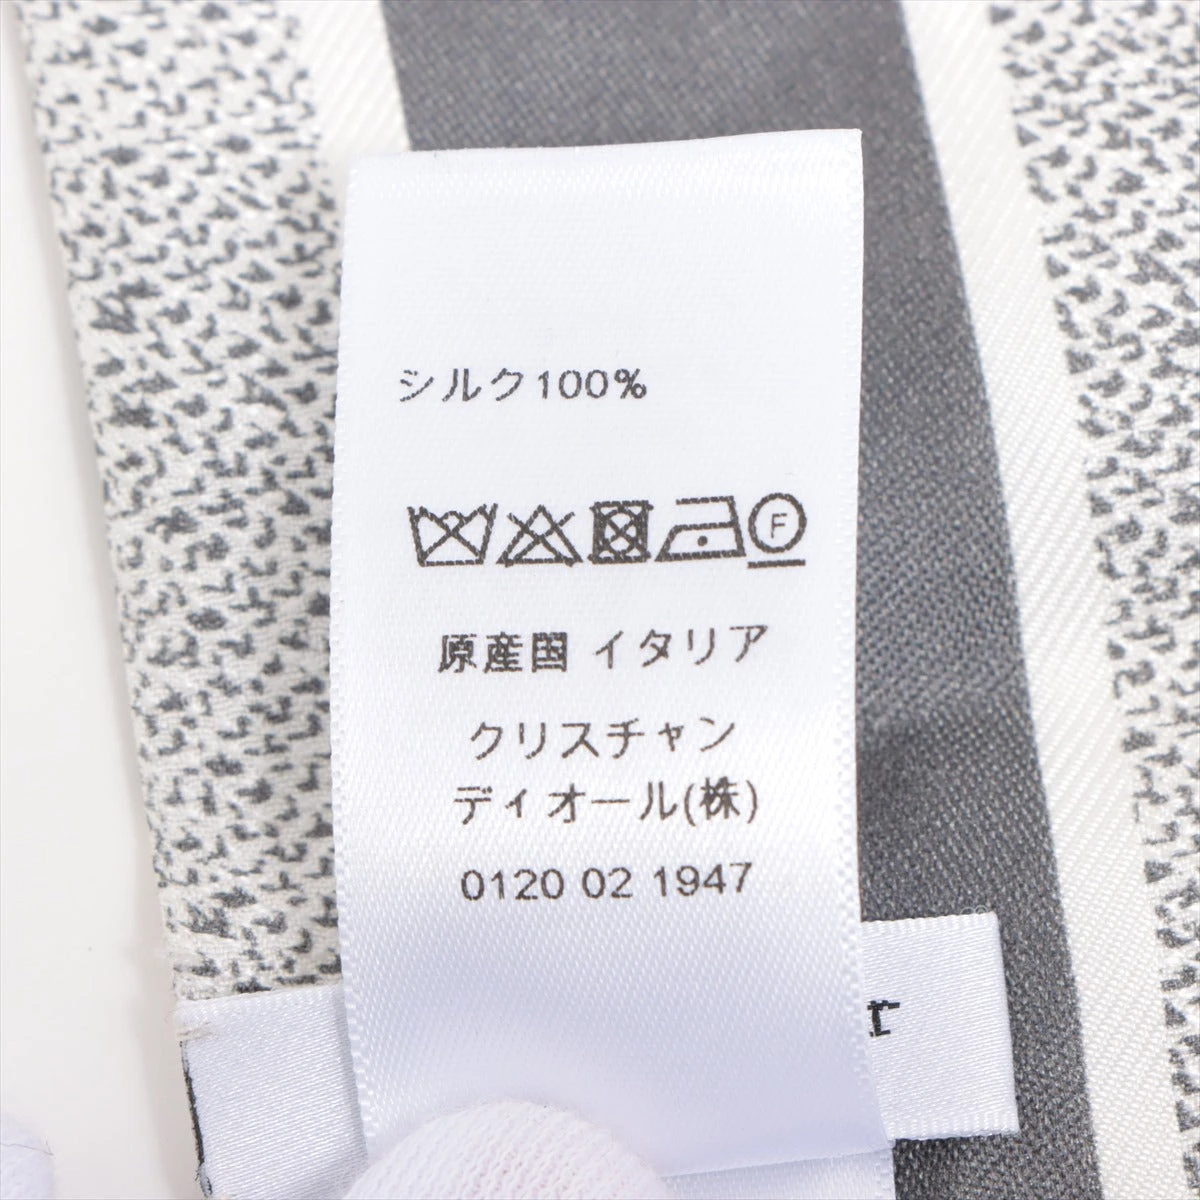 シルク100%
F
原産国 イタリア
クリスチャン
ディオール(株)
0120 02 1947